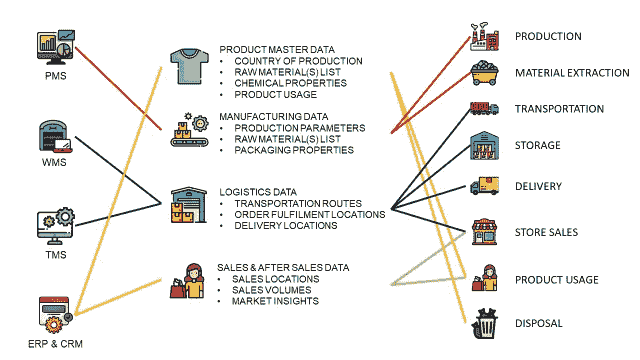 PMS
WMS
TMS
ERP & CRM
PRODUCT MASTER DATA
• COUNTRY OF PRODUCTION
• RAW MATERIAL(S) LIST
• CHEMICAL PROPERTIES
• PRODUCT USAGE
MANUFACTURING DATA
• PRODUCTION PARAMETERS
• RAW MATERIAL(S) LIST
• PACKAGING PROPERTIES
LOGISTICS DATA
• TRANSPORTATION ROUTES
• ORDER FULFILMENT LOCATIONS
• DELIVERY LOCATIONS
SALES & AFTER SALES DATA
• SALES LOCATIONS
• SALES VOLUMES
• MARKET INSIGHTS
PRODUCTION
MATERIAL EXTRACTION
TRANSPORTATION
STORAGE
DELIVERY
STORE SALES
PRODUCT USAGE
DISPOSAL